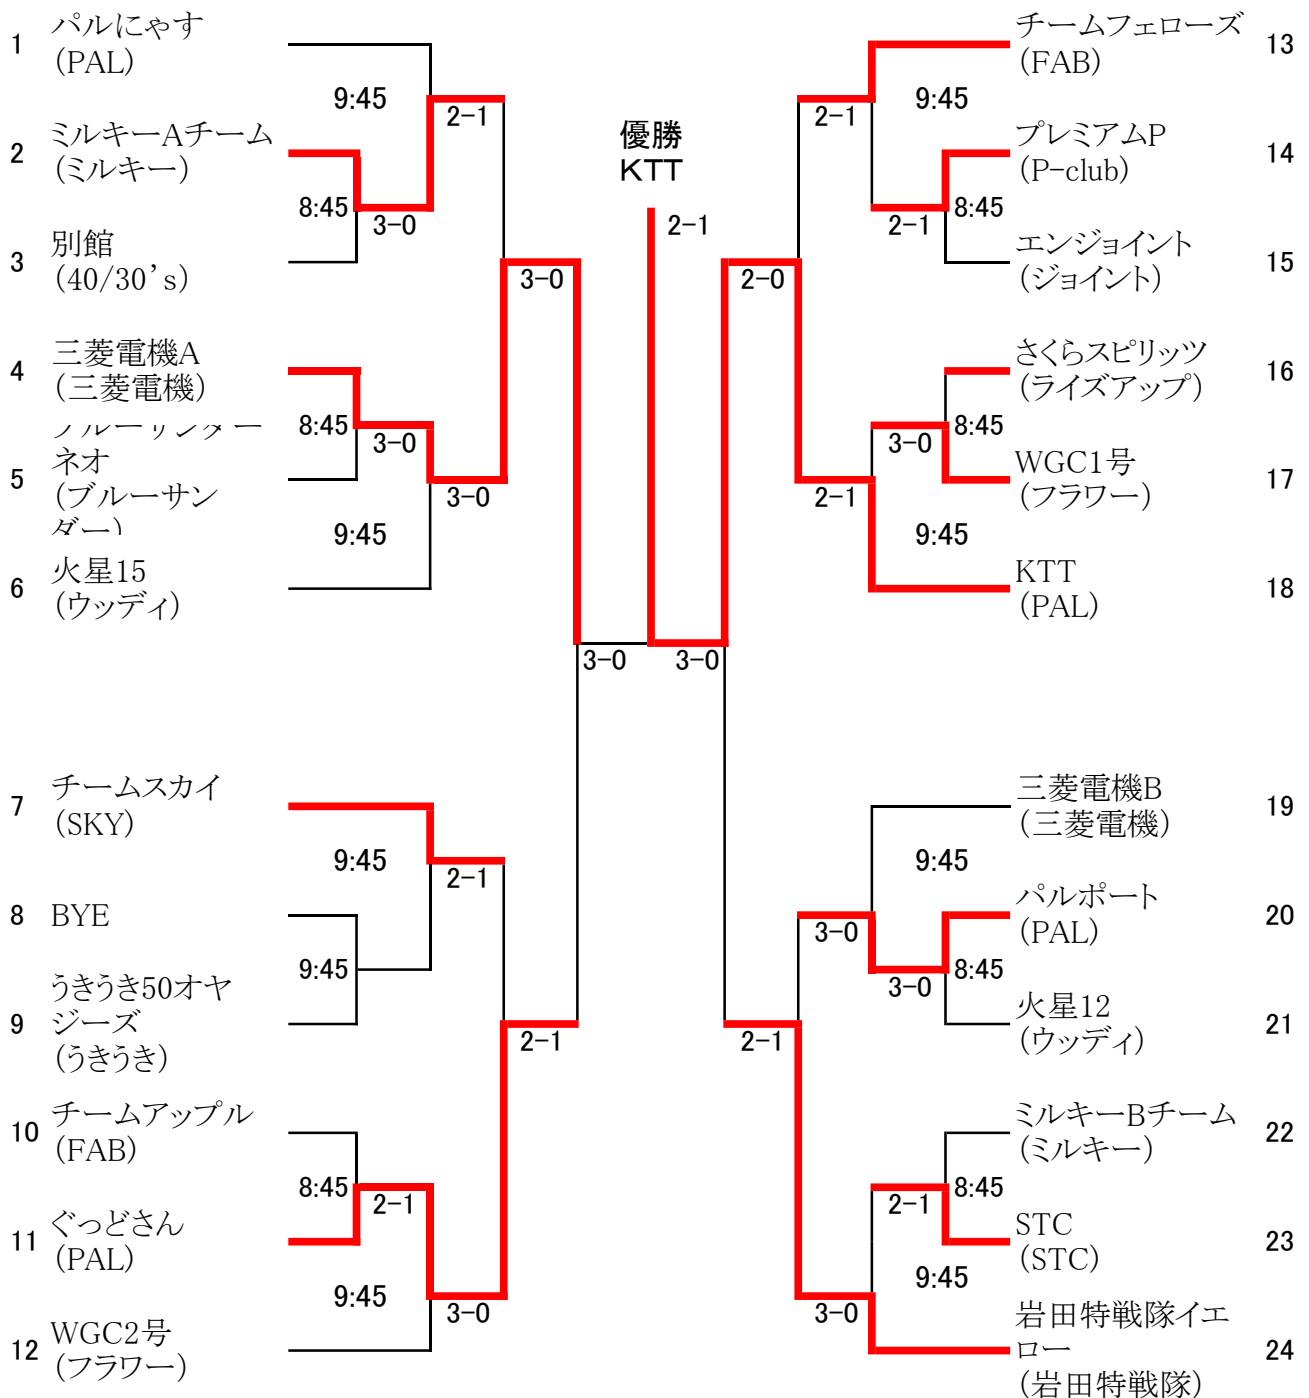 1
パルにゃす
(PAL)
9:45
2-1
2
ミルキーAチーム
(ミルキー)
8:45
3-0
3
別館
(40/30’s)
3-0
4
三菱電機A
(三菱電機)
8:45
3-0
5
ブルーサンダー
ネオ
(ブルーサン
ダー)
3-0
9:45
6
火星15
(ウッディ)
3-0
7
チームスカイ
(SKY)
9:45
2-1
8
BYE
9:45
9
うきうき50オヤ
ジーズ
(うきうき)
2-1
10
チームアップル
(FAB)
8:45
2-1
11
ぐっどさん
(PAL)
9:45
3-0
12
WGC2号
(フラワー)
優勝
KTT
2-1
チームフェローズ
(FAB)
13
2-1
9:45
プレミアムP
(P-club)
14
2-1
8:45
エンジョイント
(ジョイント)
15
2-0
さくらスピリッツ
(ライズアップ)
16
3-0
8:45
WGC1号
(フラワー)
17
2-1
9:45
KTT
(PAL)
18
3-0
三菱電機B
(三菱電機)
19
9:45
パルポート
(PAL)
20
3-0
3-0
8:45
火星12
(ウッディ)
21
2-1
ミルキーBチーム
(ミルキー)
22
2-1
8:45
STC
(STC)
23
9:45
3-0
岩田特戦隊イエ
ロー
(岩田特戦隊)
24